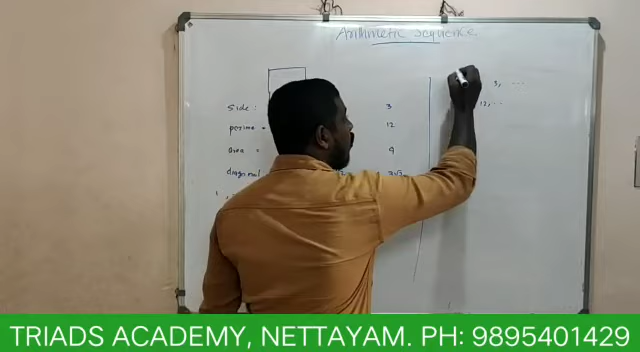 Arithmetic Sequence
3, ...
Side : 3
12, ..
perime = 12
area = 9
diagonal 3√2
TRIADS ACADEMY, NETTAYAM. PH: 9895401429